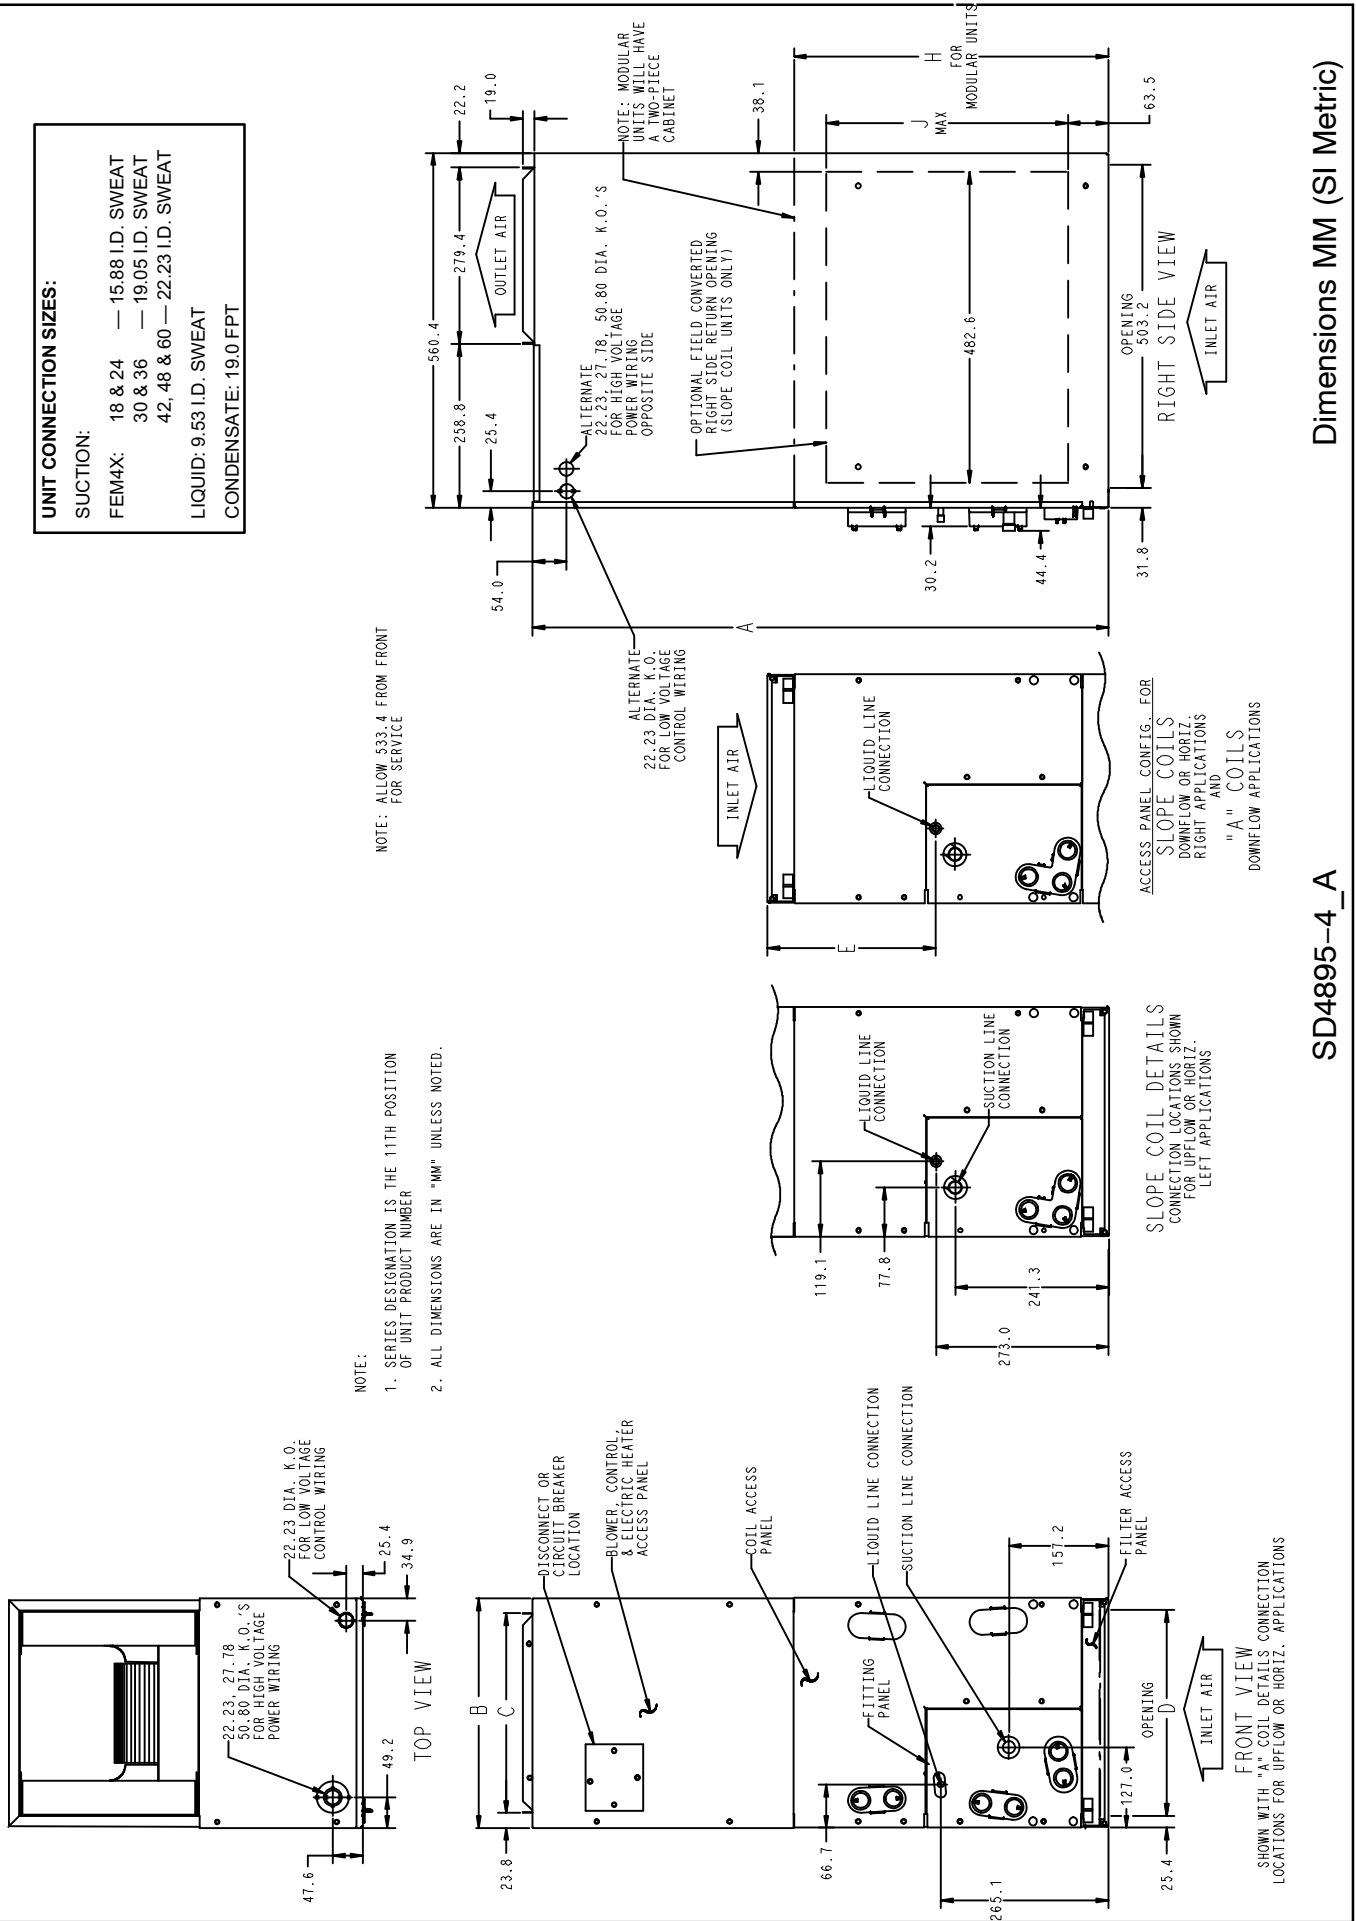 UNIT CONNECTION SIZES:
SUCTION:
FEM4X: 18 & 24 — 15.88 I.D. SWEAT
30 & 36 — 19.05 I.D. SWEAT
42, 48 & 60 — 22.23 I.D. SWEAT
LIQUID: 9.53 I.D. SWEAT
CONDENSATE: 19.0 FPT
22.23, 27.78
50.80 DIA. K.O.'S
FOR HIGH VOLTAGE
POWER WIRING
22.23 DIA. K.O.
FOR LOW VOLTAGE
CONTROL WIRING
47.6
49.2
25.4
34.9
TOP VIEW
NOTE:
1. SERIES DESIGNATION IS THE 11TH POSITION
OF UNIT PRODUCT NUMBER
2. ALL DIMENSIONS ARE IN "MM" UNLESS NOTED.
NOTE: ALLOW 533.4 FROM FRONT
FOR SERVICE
B
C
23.8
DISCONNECT OR
CIRCUIT BREAKER
LOCATION
BLOWER, CONTROL,
& ELECTRIC HEATER
ACCESS PANEL
COIL ACCESS
PANEL
FITTING
PANEL
LIQUID LINE CONNECTION
SUCTION LINE CONNECTION
66.7
265.1
157.2
127.0
FILTER ACCESS
PANEL
OPENING
D
25.4
INLET AIR
FRONT VIEW
SHOWN WITH "A" COIL DETAILS CONNECTION
LOCATIONS FOR UPFLOW OR HORIZ. APPLICATIONS
LIQUID LINE
CONNECTION
SUCTION LINE
CONNECTION
119.1
77.8
241.3
273.0
SLOPE COIL DETAILS
CONNECTION LOCATIONS SHOWN
FOR UPFLOW OR HORIZ.
LEFT APPLICATIONS
INLET AIR
LIQUID LINE
CONNECTION
E
ACCESS PANEL CONFIG. FOR
SLOPE COILS
DOWNFLOW OR HORIZ.
RIGHT APPLICATIONS
AND
"A" COILS
DOWNFLOW APPLICATIONS
560.4
258.8
279.4
22.2
25.4
19.0
54.0
OUTLET AIR
ALTERNATE
22.23, 27.78, 50.80 DIA. K.O.'S
FOR HIGH VOLTAGE
POWER WIRING
OPPOSITE SIDE
ALTERNATE
22.23 DIA. K.O.
FOR LOW VOLTAGE
CONTROL WIRING
NOTE: MODULAR
UNITS WILL HAVE
A TWO-PIECE
CABINET
OPTIONAL FIELD CONVERTED
RIGHT SIDE RETURN OPENING
(SLOPE COIL UNITS ONLY)
A
38.1
H
FOR
MODULAR UNITS
J
MAX
482.6
30.2
44.4
63.5
31.8
OPENING
503.2
RIGHT SIDE VIEW
INLET AIR
SD4895–4_A
Dimensions MM (SI Metric)